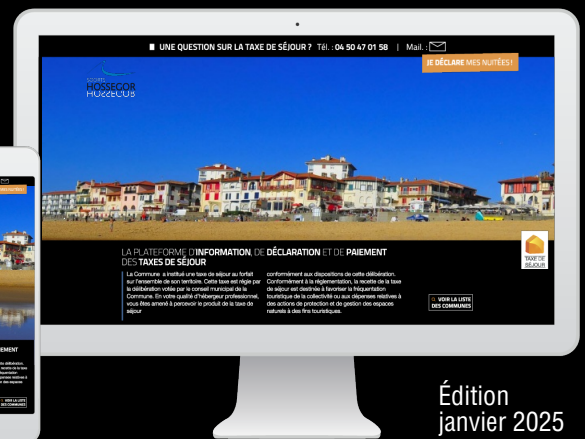 UNE QUESTION SUR LA TAXE DE SÉJOUR ? Tél. : 04 50 47 01 58 | Mail. :
JE DÉCLARE MES NUITÉES !
HOSSEGOR
LA PLATEFORME D'INFORMATION, DE DÉCLARATION ET DE PAIEMENT
DES TAXES DE SÉJOUR
La Commune a institué une taxe de séjour au forfait
sur l'ensemble de son territoire. Cette taxe est régie par
la délibération votée par le conseil municipal de la
Commune. En votre qualité d'hébergeur professionnel,
vous êtes amené à percevoir le produit de la taxe de
séjour
conformément aux dispositions de cette délibération.
Conformément à la réglementation, la recette de la taxe
de séjour est destinée à favoriser la fréquentation
touristique de la collectivité ou aux dépenses relatives à
des actions de protection et de gestion des espaces
naturels à des fins touristiques.
TAXE DE
SÉJOUR
VOIR LA LISTE
DES COMMUNES
EMENT
VOIR LA LISTE
DES COMMUNES
Édition
janvier 2025